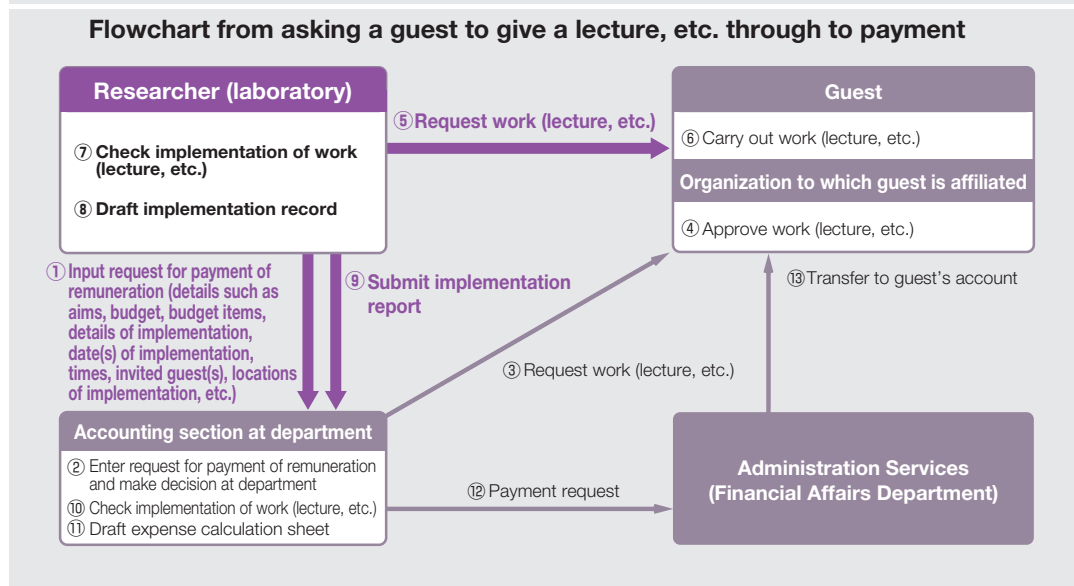 Flowchart from asking a guest to give a lecture, etc. through to payment
Researcher (laboratory)
⑦ Check implementation of work
(lecture, etc.)
⑧ Draft implementation record
⑤ Request work (lecture, etc.)
Guest
⑥ Carry out work (lecture, etc.)
Organization to which guest is affiliated
④ Approve work (lecture, etc.)
① Input request for payment of
remuneration (details such as
aims, budget, budget items,
details of implementation,
date(s) of implementation,
times, invited guest(s), locations
of implementation, etc.)
⑨ Submit implementation
report
③ Request work (lecture, etc.)
⑬ Transfer to guest's account
Accounting section at department
② Enter request for payment of remuneration
and make decision at department
⑩ Check implementation of work (lecture, etc.)
⑪ Draft expense calculation sheet
⑫ Payment request
Administration Services
(Financial Affairs Department)